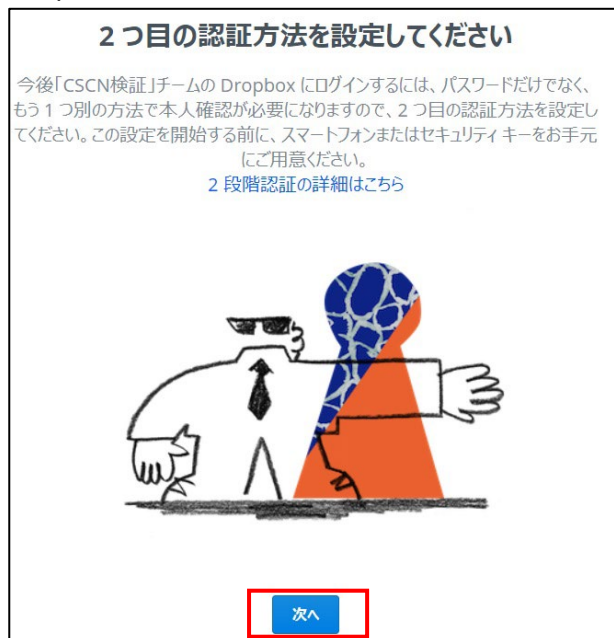 2 つ目の認証方法を設定してください
今後「CSCN検証」チームの Dropbox にログインするには、パスワードだけでなく、
もう 1 つ別の方法で本人確認が必要になりますので、2 つ目の認証方法を設定し
てください。この設定を開始する前に、スマートフォンまたはセキュリティ キーをお手元
にご用意ください。
2 段階認証の詳細はこちら
次へ